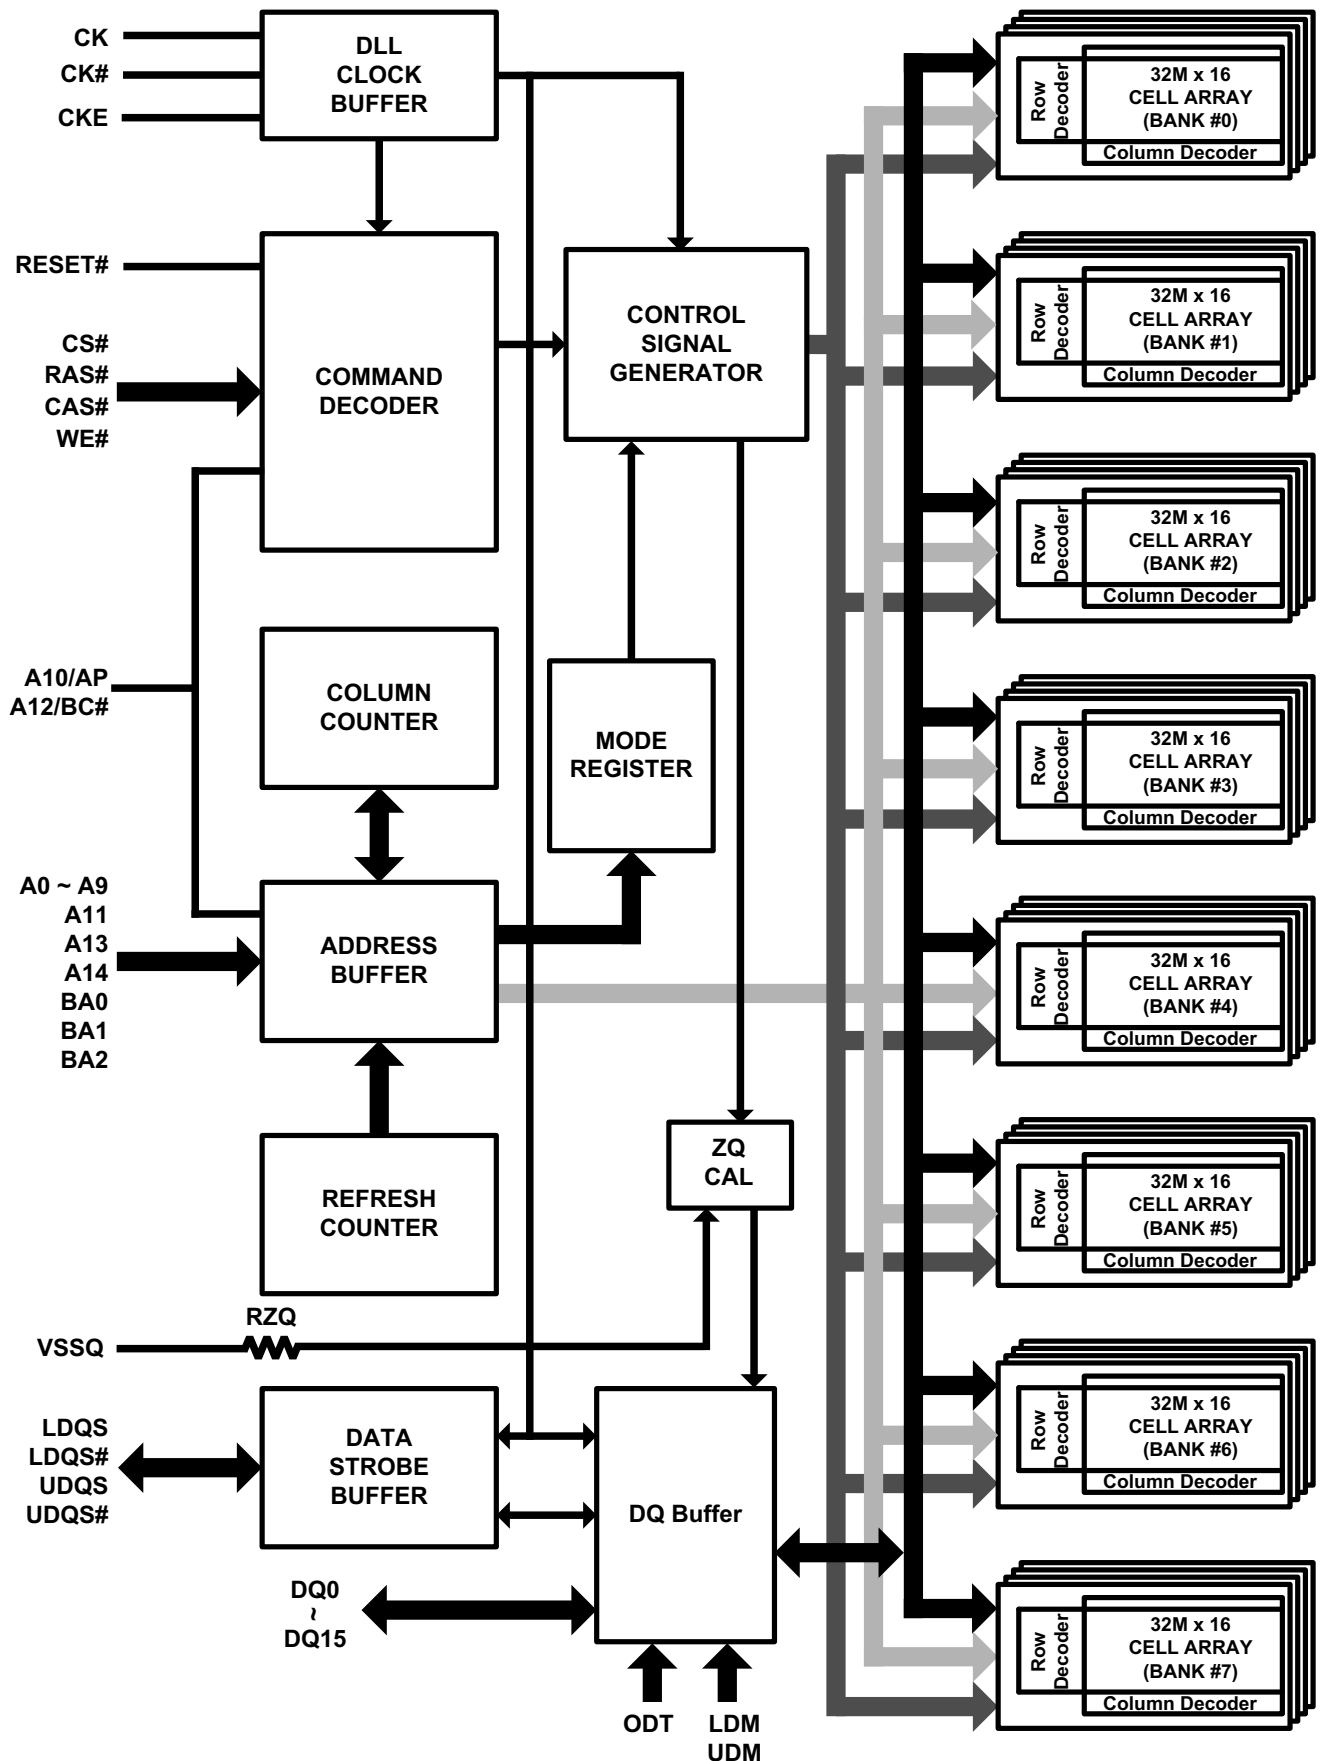 CK
CK#
CKE
DLL
CLOCK
BUFFER
RESET#
CS#
RAS#
CAS#
WE#
COMMAND
DECODER
CONTROL
SIGNAL
GENERATOR
A10/AP
A12/BC#
COLUMN
COUNTER
MODE
REGISTER
A0 ~ A9
A11
A13
A14
BA0
BA1
BA2
ADDRESS
BUFFER
REFRESH
COUNTER
ZQ
CAL
RZQ
VSSQ
LDQS
LDQS#
UDQS
UDQS#
DATA
STROBE
BUFFER
DQ Buffer
DQ0
~
DQ15
ODT
LDM
UDM
Row
Decoder
32M x 16
CELL ARRAY
(BANK #0)
Column Decoder
Row
Decoder
32M x 16
CELL ARRAY
(BANK #1)
Column Decoder
Row
Decoder
32M x 16
CELL ARRAY
(BANK #2)
Column Decoder
Row
Decoder
32M x 16
CELL ARRAY
(BANK #3)
Column Decoder
Row
Decoder
32M x 16
CELL ARRAY
(BANK #4)
Column Decoder
Row
Decoder
32M x 16
CELL ARRAY
(BANK #5)
Column Decoder
Row
Decoder
32M x 16
CELL ARRAY
(BANK #6)
Column Decoder
Row
Decoder
32M x 16
CELL ARRAY
(BANK #7)
Column Decoder